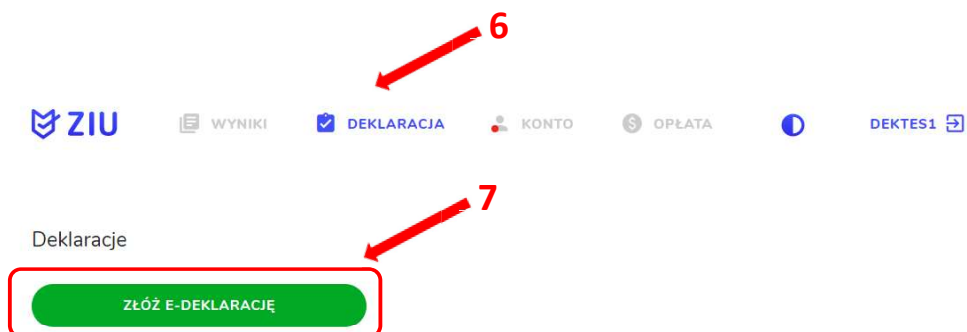 6
ZIU WYNIKI DEKLARACJA KONTO OPŁATA DEKTES1
7
Deklaracje
ZŁÓŻ E-DEKLARACJĘ